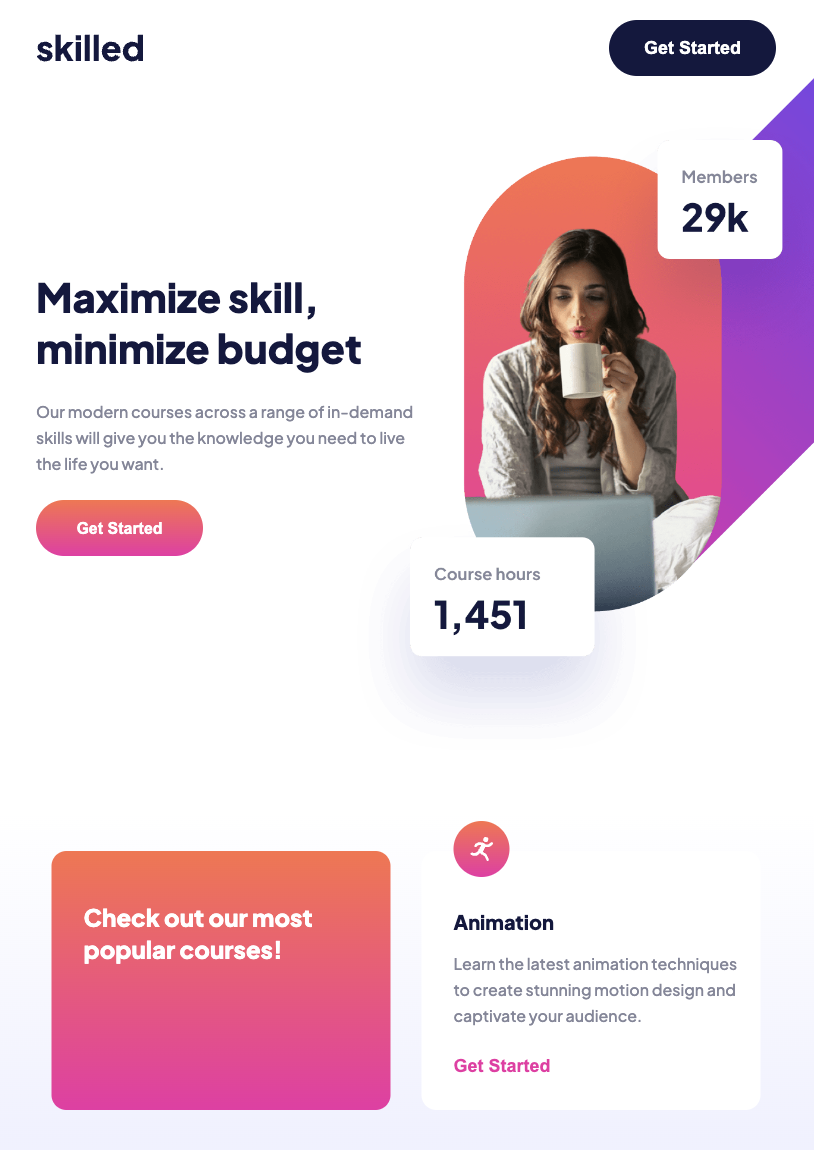 skilled
Get Started
Members
29k
Maximize skill,
minimize budget
Our modern courses across a range of in-demand
skills will give you the knowledge you need to live
the life you want.
Get Started
Course hours
1,451
Check out our most
popular courses!
Animation
Learn the latest animation techniques
to create stunning motion design and
captivate your audience.
Get Started